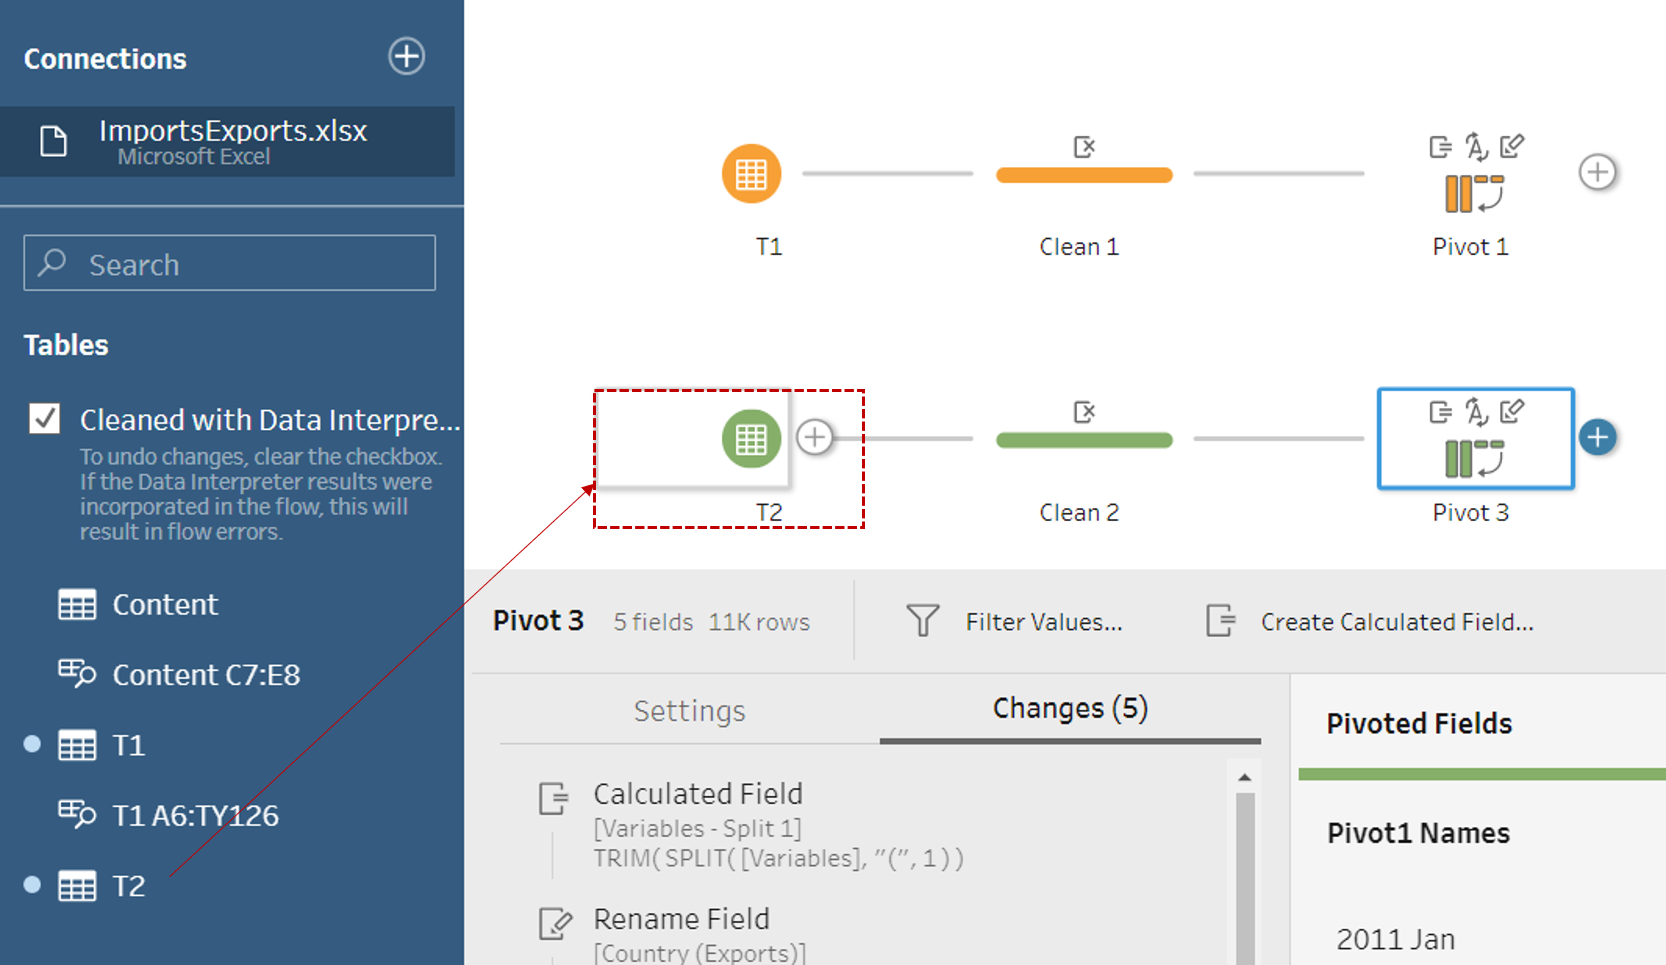 Connections
ImportsExports.xlsx
Microsoft Excel
Search
Tables
Cleaned with Data Interpre...
To undo changes, clear the checkbox.
If the Data Interpreter results were
incorporated in the flow, this will
result in flow errors.
Content
Content C7:E8
T1
T1 A6:TY126
T2
T1
Clean 1
Pivot 1
T2
Clean 2
Pivot 3
Pivot 3 5 fields 11K rows
Filter Values...
Create Calculated Field...
Settings
Changes (5)
Calculated Field
[Variables - Split 1]
TRIM( SPLIT( [Variables], "(", 1 ) )
Rename Field
[Country (Exports)]
Pivoted Fields
Pivot1 Names
2011 Jan